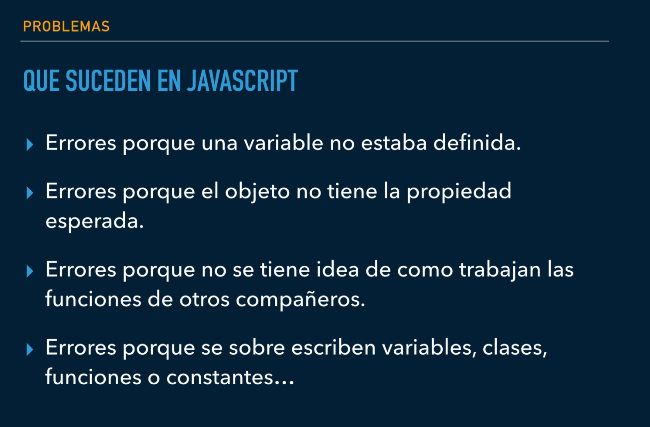 PROBLEMAS
QUE SUCEDEN EN JAVASCRIPT
Errores porque una variable no estaba definida.
Errores porque el objeto no tiene la propiedad
esperada.
Errores porque no se tiene idea de como trabajan las
funciones de otros compañeros.
Errores porque se sobre escriben variables, clases,
funciones o constantes…